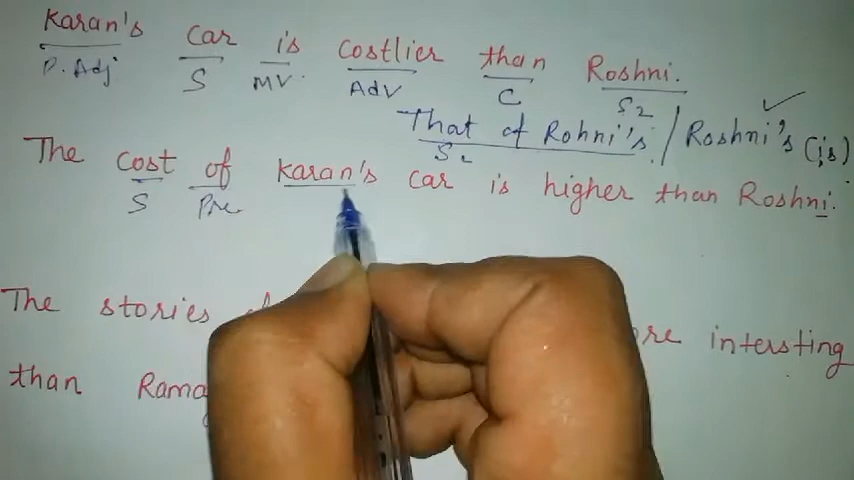 Karan's car is costlier than Roshni.
P. Adj S MV. Adv C S2
That of Rohni's. / Roshni's (is)
S2
The cost of karan's car is higher than Roshni.
S Pre
The stories ore intersting
than Rama